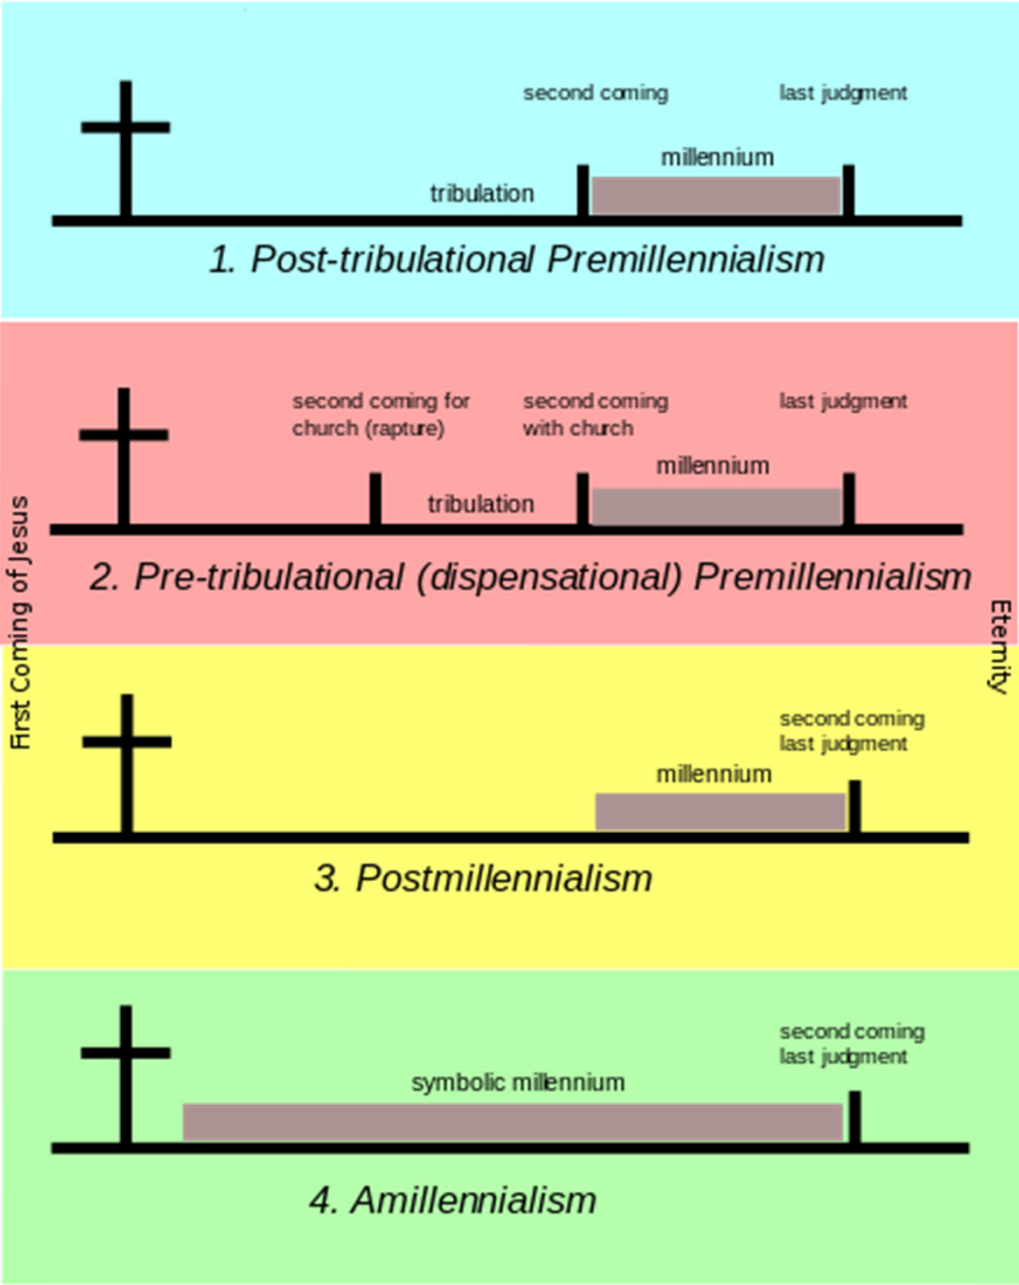 second coming
last judgment
millennium
tribulation
1. Post-tribulational Premillennialism
second coming for
church (rapture)
second coming
with church
last judgment
millennium
tribulation
2. Pre-tribulational (dispensational) Premillennialism
First Coming of Jesus
Eternity
second coming
last judgment
millennium
3. Postmillennialism
second coming
last judgment
symbolic millennium
4. Amillennialism